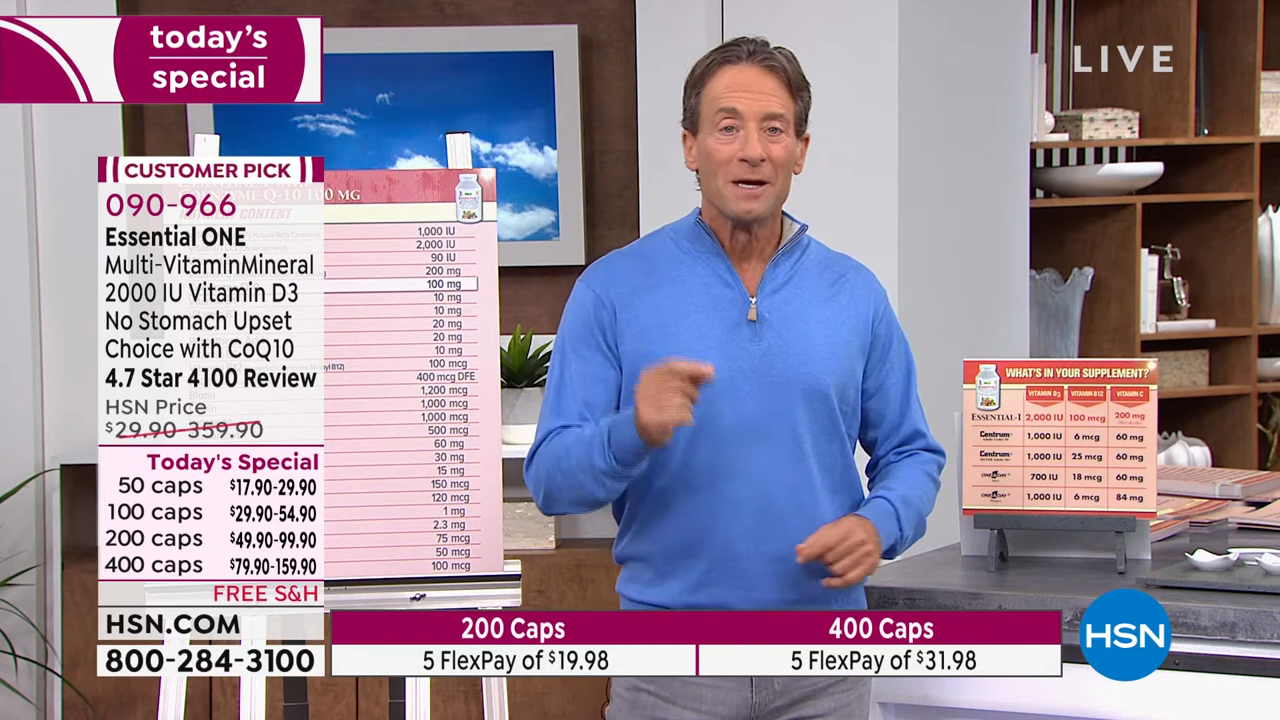 today's
special
LIVE
CUSTOMER PICK
090-966
Essential ONE
Multi-VitaminMineral
2000 IU Vitamin D3
No Stomach Upset
Choice with CoQ10
4.7 Star 4100 Review
HSN Price
$29.90-359.90
Today's Special
50 caps $17.90-29.90
100 caps $29.90-54.90
200 caps $49.90-99.90
400 caps $79.90-159.90
FREE S&H
HSN.COM
800-284-3100
200 Caps 400 Caps
5 FlexPay of $19.98 5 FlexPay of $31.98
HSN
Q-10 100 MG
CONTENT
1,000 IU
2,000 IU
90 IU
200 mg
100 mg
10 mg
10 mg
20 mg
20 mg
10 mg
100 mcg
400 mcg DFE
1,200 mcg
1,000 mcg
1,000 mcg
500 mcg
60 mg
30 mg
15 mg
150 mcg
120 mcg
1 mg
2.3 mg
75 mcg
50 mcg
100 mcg
WHAT'S IN YOUR SUPPLEMENT?
VITAMIN D3 VITAMIN B12 VITAMIN C
ESSENTIAL-1 2,000 IU 100 mcg 200 mg
Centrum 1,000 IU 6 mcg 60 mg
Centrum 1,000 IU 25 mcg 60 mg
ONE A DAY 700 IU 18 mcg 60 mg
ONE A DAY 1,000 IU 6 mcg 84 mg